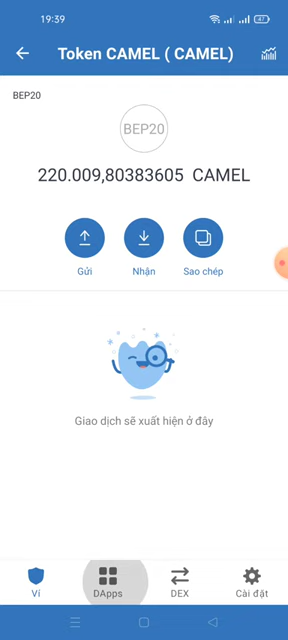 19:39
47
Token CAMEL ( CAMEL)
BEP20
BEP20
220.009,80383605 CAMEL
Gửi
Nhận
Sao chép
Giao dịch sẽ xuất hiện ở đây
Ví
DApps
DEX
Cài đặt